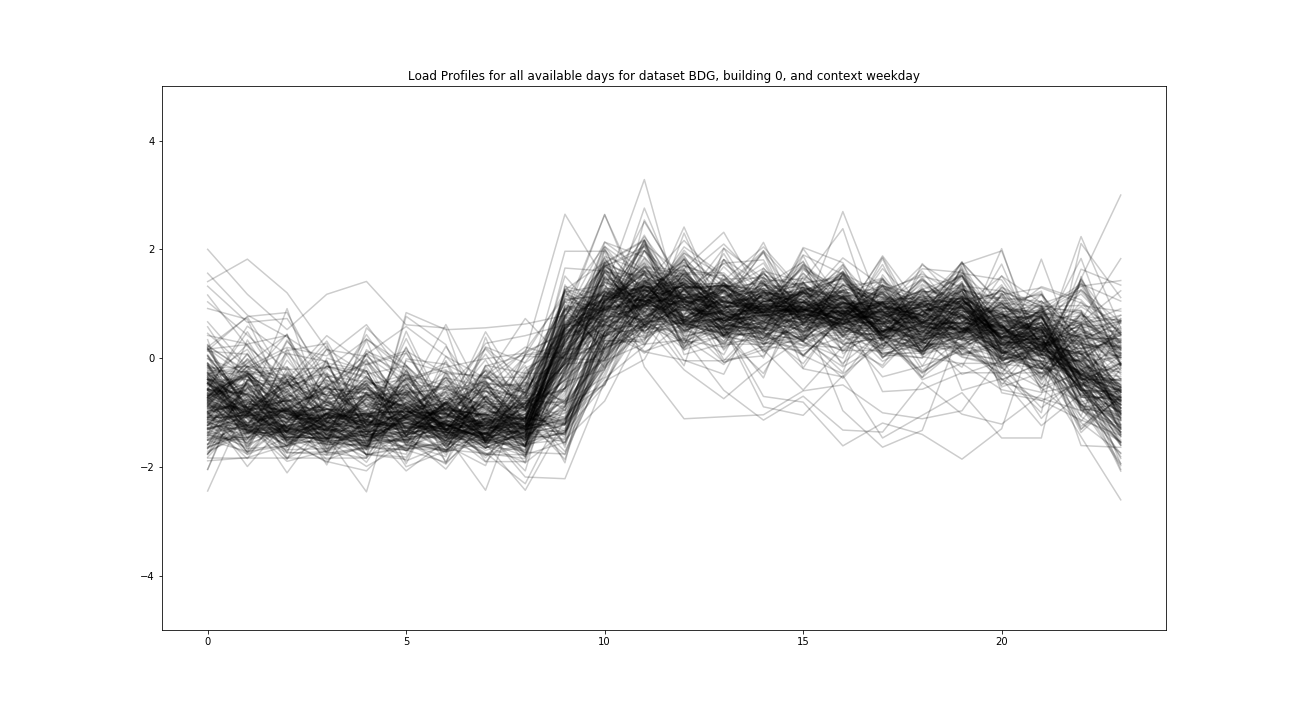 Load Profiles for all available days for dataset BDG, building 0, and context weekday
4
2
0
−2
−4
0 5 10 15 20